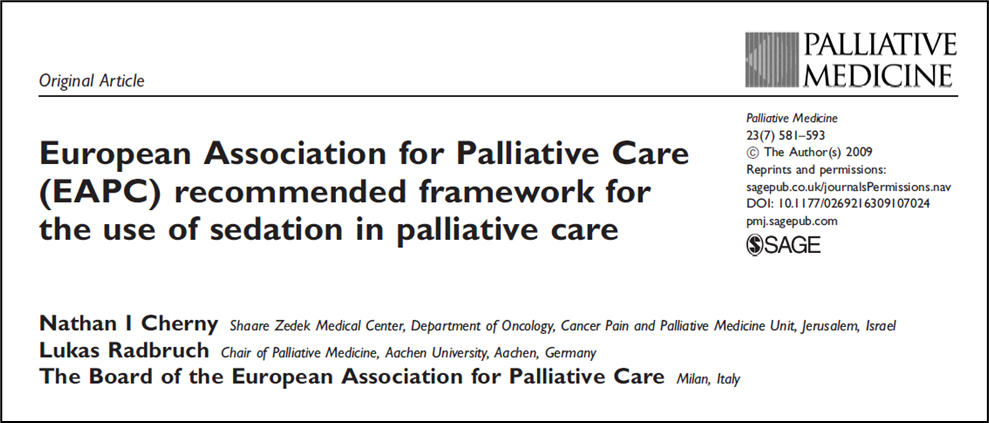 Original Article
PALLIATIVE
MEDICINE
European Association for Palliative Care
(EAPC) recommended framework for
the use of sedation in palliative care
Palliative Medicine
23(7) 581–593
© The Author(s) 2009
Reprints and permissions:
sagepub.co.uk/journalsPermissions.nav
DOI: 10.1177/0269216309107024
pmj.sagepub.com
SAGE
Nathan I Cherny Shaare Zedek Medical Center, Department of Oncology, Cancer Pain and Palliative Medicine Unit, Jerusalem, Israel
Lukas Radbruch Chair of Palliative Medicine, Aachen University, Aachen, Germany
The Board of the European Association for Palliative Care Milan, Italy